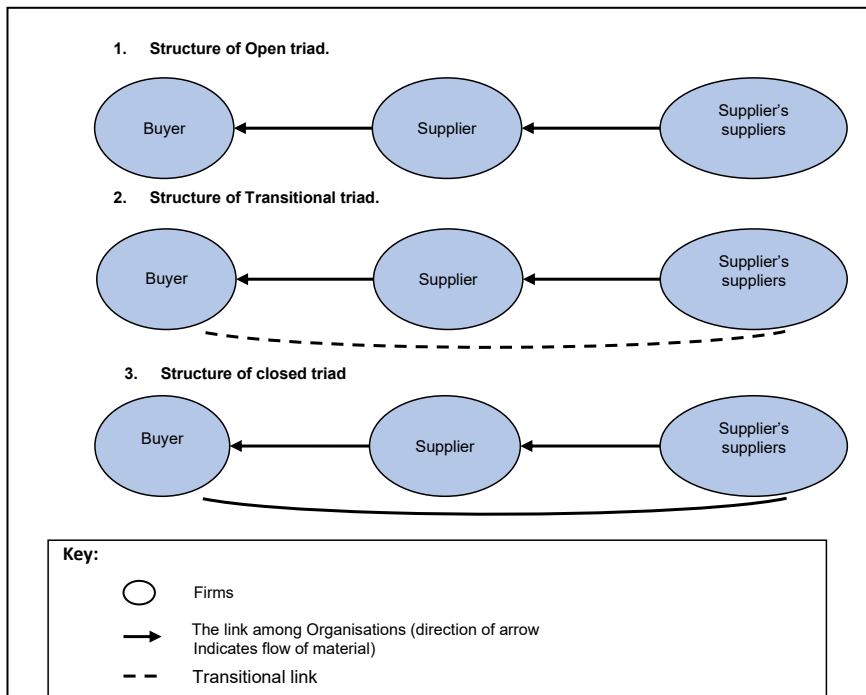 1. Structure of Open triad.
Buyer
Supplier
Supplier's
suppliers
2. Structure of Transitional triad.
Buyer
Supplier
Supplier's
suppliers
3. Structure of closed triad
Buyer
Supplier
Supplier's
suppliers
Key:
Firms
The link among Organisations (direction of arrow
Indicates flow of material)
Transitional link